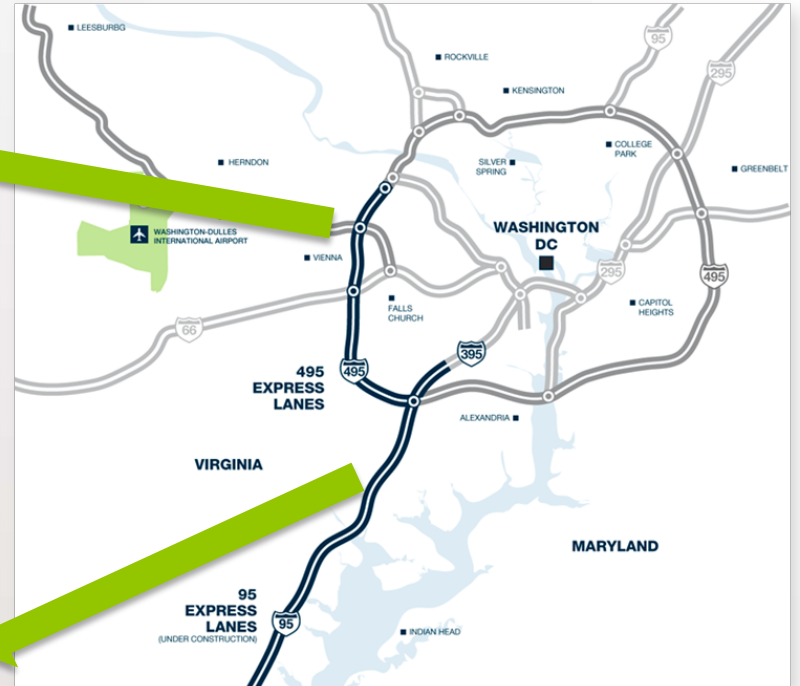 LEESBURBG
ROCKVILLE
95
295
KENSINGTON
HERNDON
SILVER
SPRING
COLLEGE
PARK
GREENBELT
WASHINGTON-DULLES
INTERNATIONAL AIRPORT
VIENNA
WASHINGTON
DC
295
495
FALLS
CHURCH
CAPITOL
HEIGHTS
66
395
495
495
EXPRESS
LANES
ALEXANDRIA
VIRGINIA
MARYLAND
95
EXPRESS
LANES
(UNDER CONSTRUCTION)
95
INDIAN HEAD